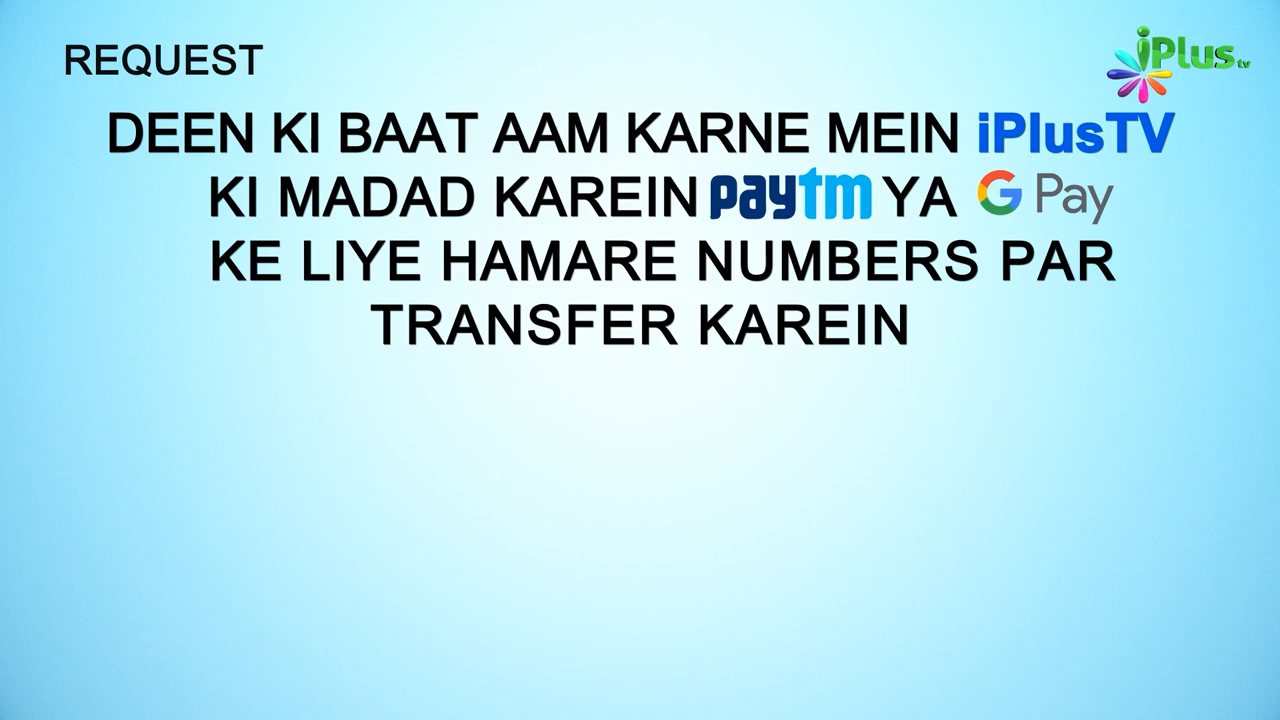 REQUEST
iPlus tv
DEEN KI BAAT AAM KARNE MEIN iPlusTV
KI MADAD KAREIN paytm YA G Pay
KE LIYE HAMARE NUMBERS PAR
TRANSFER KAREIN